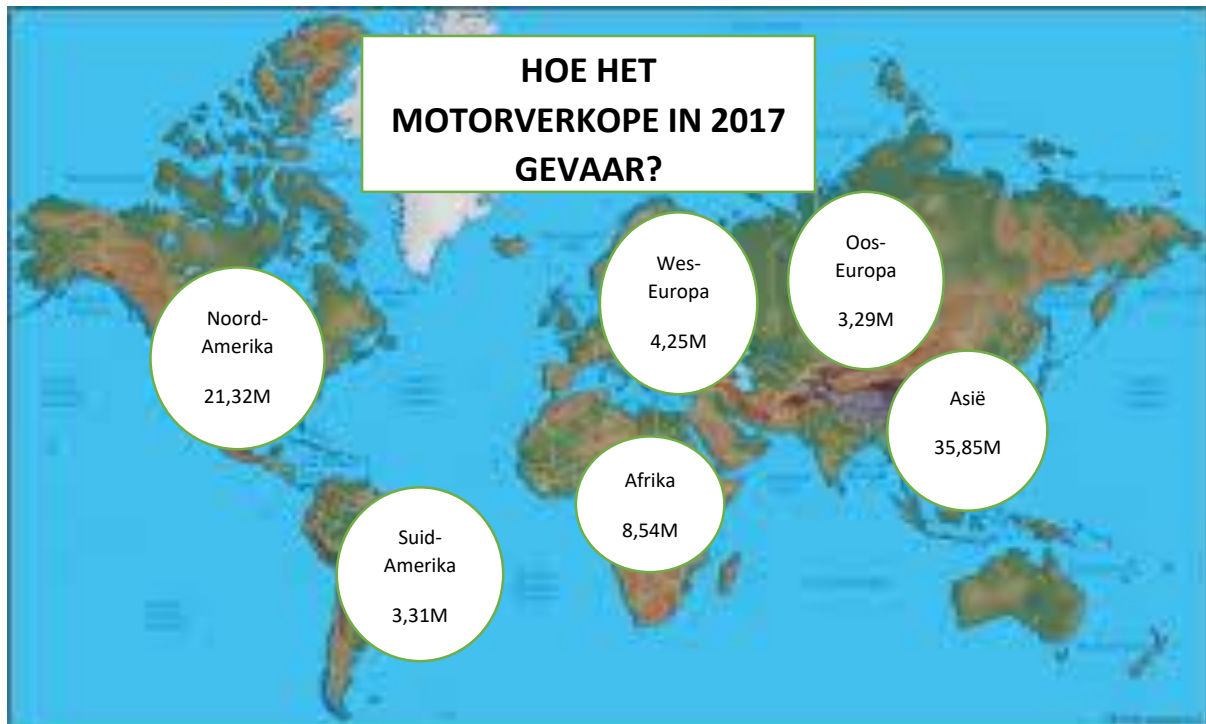 HOE HET
MOTORVERKOPE IN 2017
GEVAAR?
Noord-
Amerika
21,32M
Wes-
Europa
4,25M
Oos-
Europa
3,29M
Asië
35,85M
Afrika
8,54M
Suid-
Amerika
3,31M